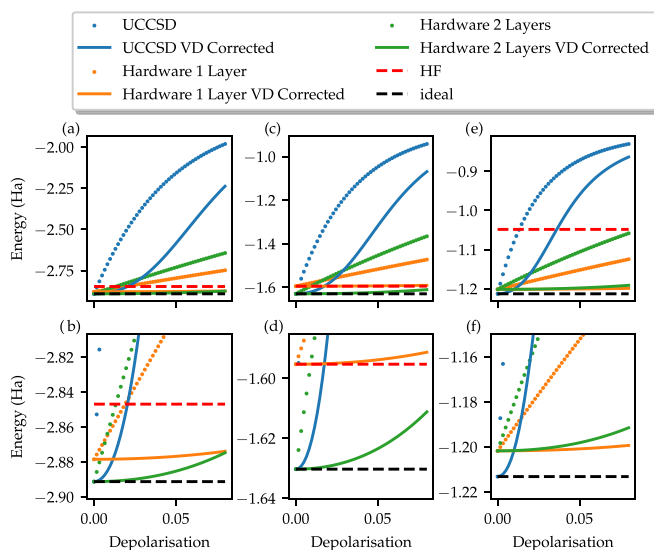 UCCSD
UCCSD VD Corrected
Hardware 1 Layer
Hardware 1 Layer VD Corrected
Hardware 2 Layers
Hardware 2 Layers VD Corrected
HF
ideal
(a) (c) (e)
−2.00
−2.25
−2.50
−2.75
Energy (Ha)
−1.0
−1.2
−1.4
−1.6
−0.9
−1.0
−1.1
−1.2
(b) (d) (f)
−2.82
−2.84
−2.86
−2.88
−2.90
Energy (Ha)
−1.60
−1.62
−1.64
−1.16
−1.18
−1.20
−1.22
0.00 0.05 0.00 0.05 0.00 0.05
Depolarisation Depolarisation Depolarisation